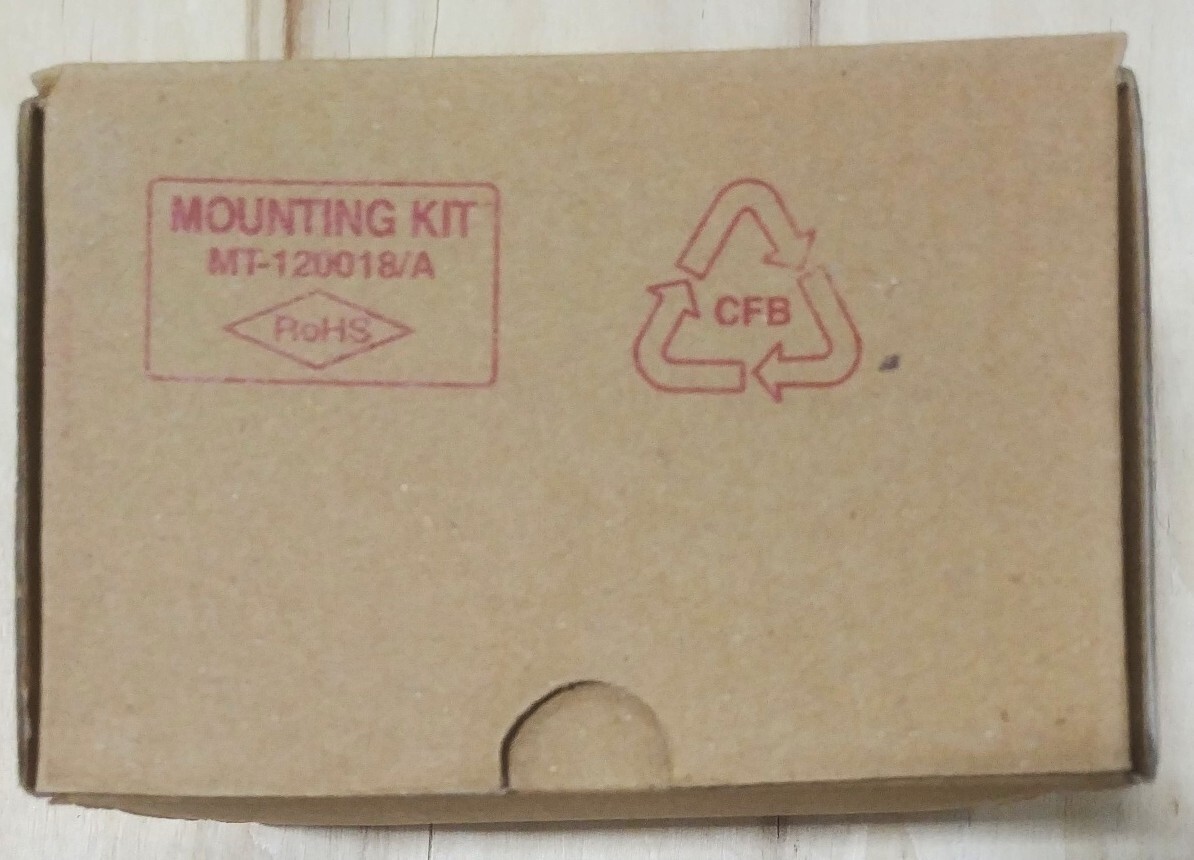 MOUNTING KIT
MT-120018/A
RoHS
CFB